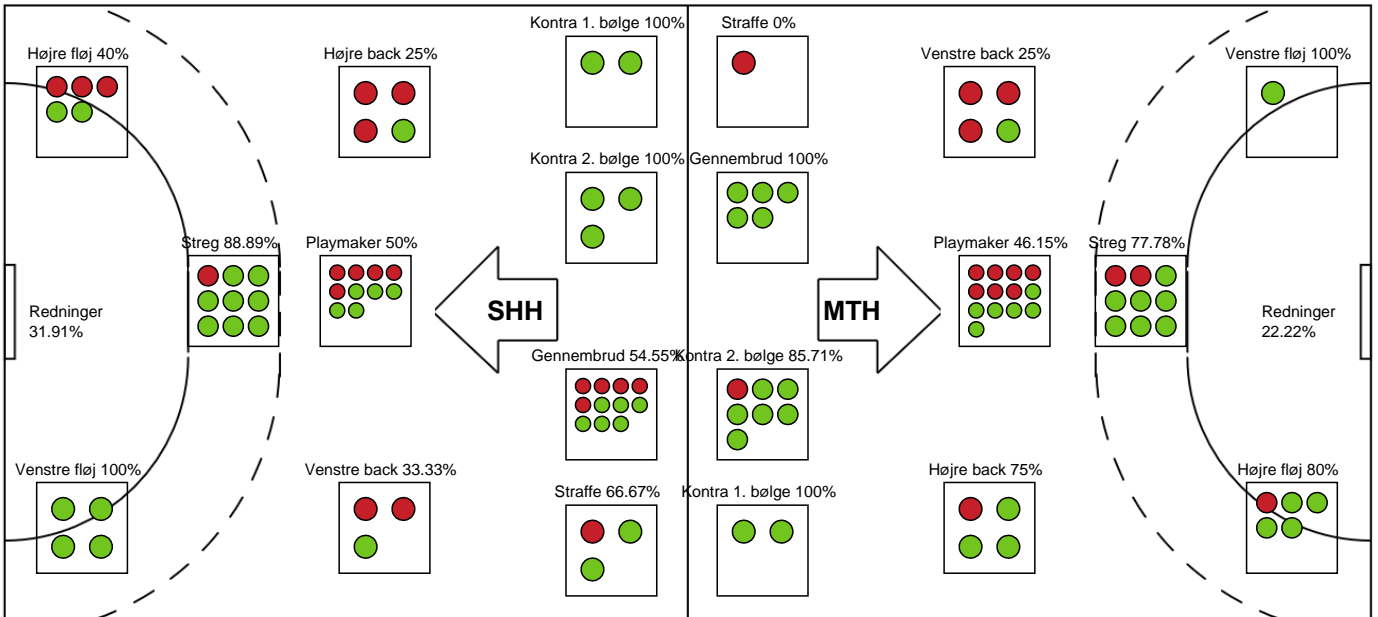 Kontra 1. bølge 100%
Straffe 0%
Højre fløj 40%
Højre back 25%
Venstre back 25%
Venstre fløj 100%
Kontra 2. bølge 100%
Gennembrud 100%
Streg 88.89%
Playmaker 50%
Playmaker 46.15%
Streg 77.78%
Redninger
31.91%
SHH
MTH
Redninger
22.22%
Gennembrud 54.55%
Kontra 2. bølge 85.71%
Venstre fløj 100%
Venstre back 33.33%
Højre back 75%
Højre fløj 80%
Straffe 66.67%
Kontra 1. bølge 100%